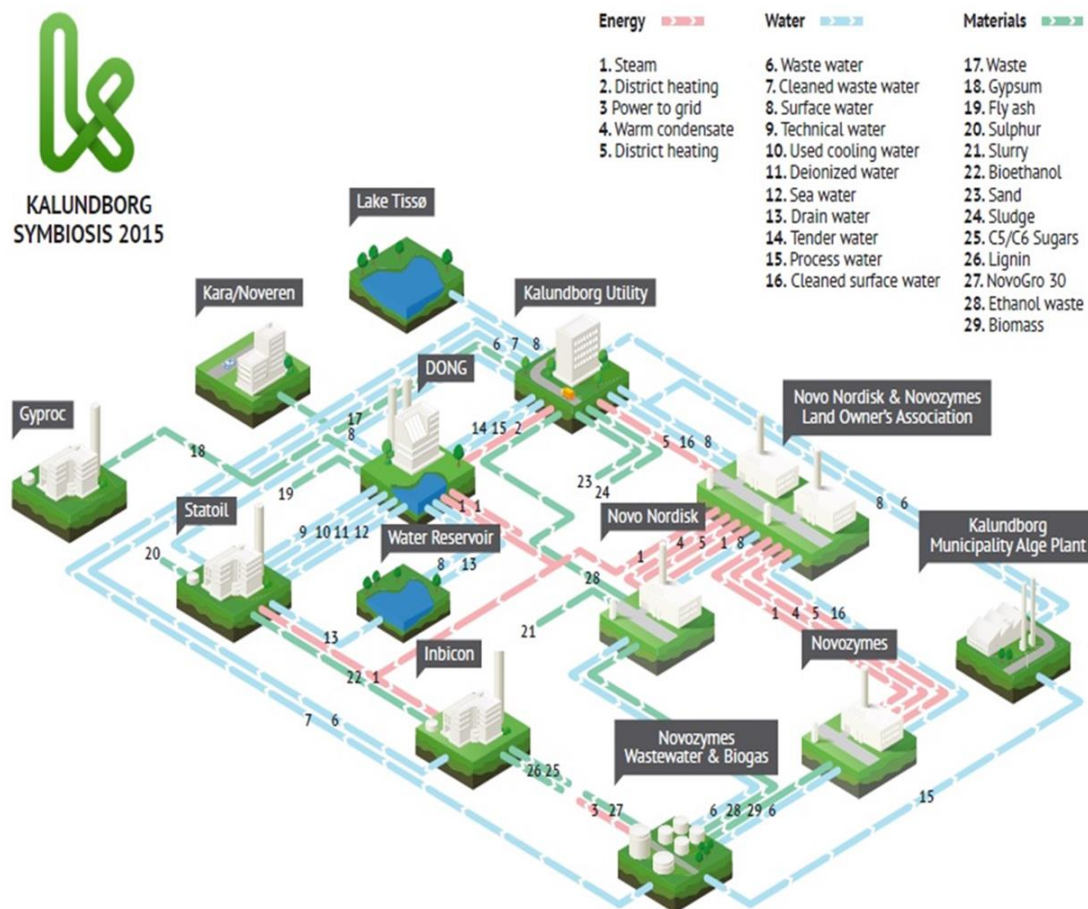 KALUNDBORG
SYMBIOSIS 2015
Energy
1. Steam
2. District heating
3 Power to grid
4. Warm condensate
5. District heating
Water
6. Waste water
7. Cleaned waste water
8. Surface water
9. Technical water
10. Used cooling water
11. Deionized water
12. Sea water
13. Drain water
14. Tender water
15. Process water
16. Cleaned surface water
Materials
17. Waste
18. Gypsum
19. Fly ash
20. Sulphur
21. Slurry
22. Bioethanol
23. Sand
24. Sludge
25. C5/C6 Sugars
26. Lignin
27. NovoGro 30
28. Ethanol waste
29. Biomass
Lake Tissø
Kara/Noveren
Kalundborg Utility
6 7 8
DONG
Novo Nordisk & Novozymes
Land Owner's Association
Gyproc
17
8
14 15 2
5 16 8
18
23
24
19
1 1
8 6
Statoil
Novo Nordisk
Kalundborg
Municipality Alge Plant
9 10 11 12
Water Reservoir
1 4 5 1 8
20
8 13
28
1 4 5 16
21
13
Inbicon
Novozymes
22 1
7 6
Novozymes
Wastewater & Biogas
26 25
3 27
6 28 29 6
15